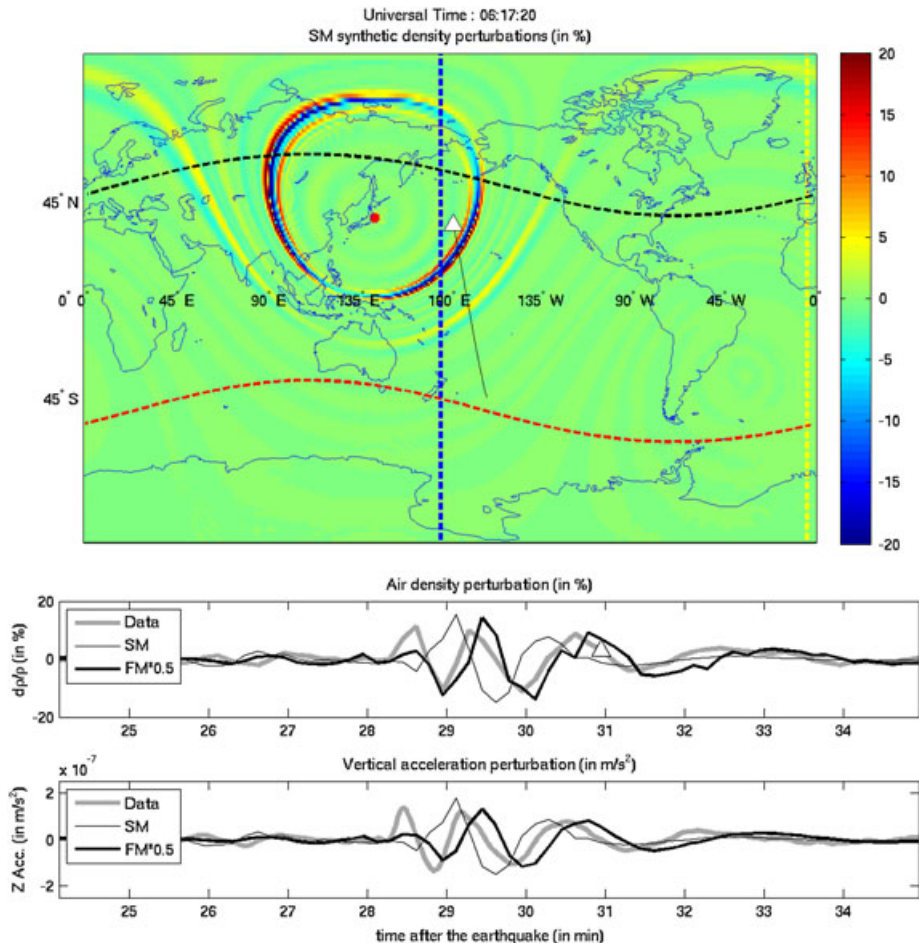 Universal Time : 06:17:20
SM synthetic density perturbations (in %)
20
15
10
5
0
-5
-10
-15
-20
45° N
0° 0 45° E 90° E 135° E 180° E 135° W 90° W 45° W 0°
45° S
Air density perturbation (in %)
dρ/ρ (in %)
20
0
-20
Data
SM
FM*0.5
25 26 27 28 29 30 31 32 33 34
Vertical acceleration perturbation (in m/s²)
x 10⁻⁷
Z Acc. (in m/s²)
2
0
-2
Data
SM
FM*0.5
25 26 27 28 29 30 31 32 33 34
time after the earthquake (in min)